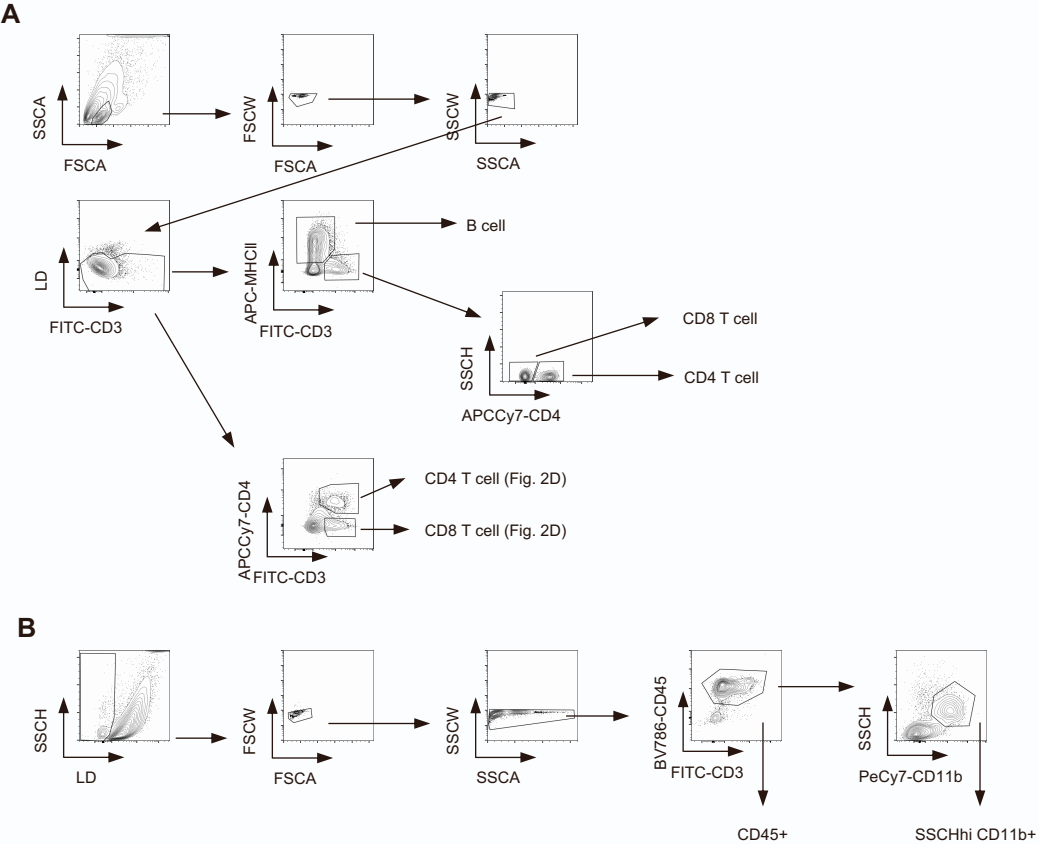 A
SSCA
FSCA
FSCW
FSCA
SSCW
SSCA
LD
FITC-CD3
APC-MHCII
FITC-CD3
B cell
SSCH
APCCy7-CD4
CD8 T cell
CD4 T cell
APCCy7-CD4
FITC-CD3
CD4 T cell (Fig. 2D)
CD8 T cell (Fig. 2D)
B
SSCH
LD
FSCW
FSCA
SSCW
SSCA
BV786-CD45
FITC-CD3
SSCH
PeCy7-CD11b
CD45+
SSCHhi CD11b+